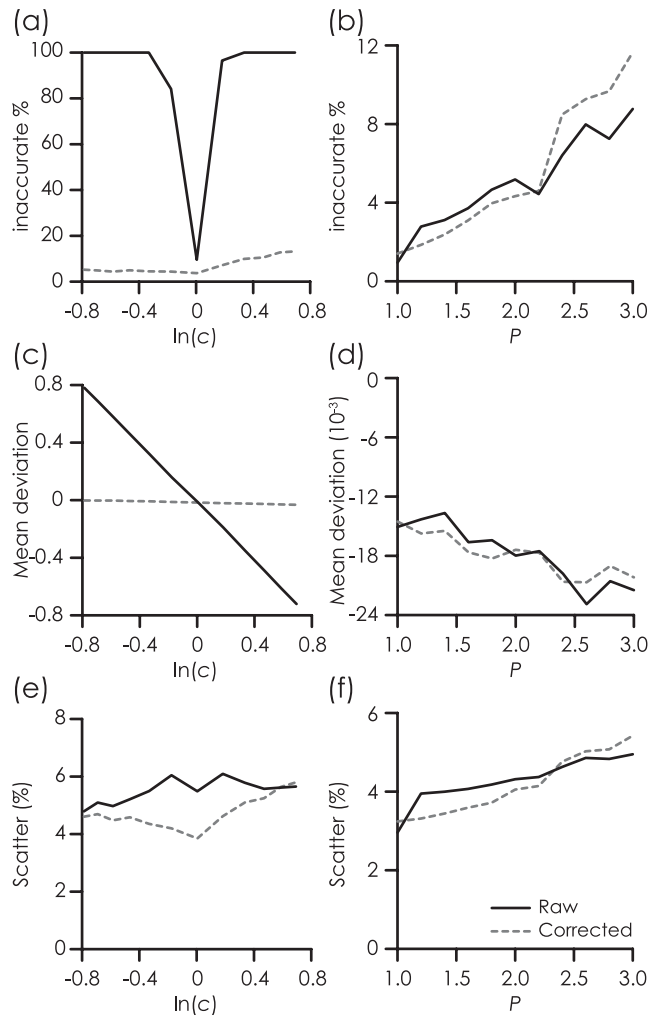 (a)
inaccurate %
100
80
60
40
20
0
-0.8 -0.4 0 0.4 0.8
ln(c)
(b)
inaccurate %
12
8
4
0
1.0 1.5 2.0 2.5 3.0
P
(c)
Mean deviation
0.8
0.4
0
-0.4
-0.8
-0.8 -0.4 0 0.4 0.8
ln(c)
(d)
Mean deviation (10⁻³)
0
-6
-12
-18
-24
1.0 1.5 2.0 2.5 3.0
P
(e)
Scatter (%)
8
6
4
2
0
-0.8 -0.4 0 0.4 0.8
ln(c)
(f)
Scatter (%)
6
4
2
0
1.0 1.5 2.0 2.5 3.0
P
Raw
Corrected